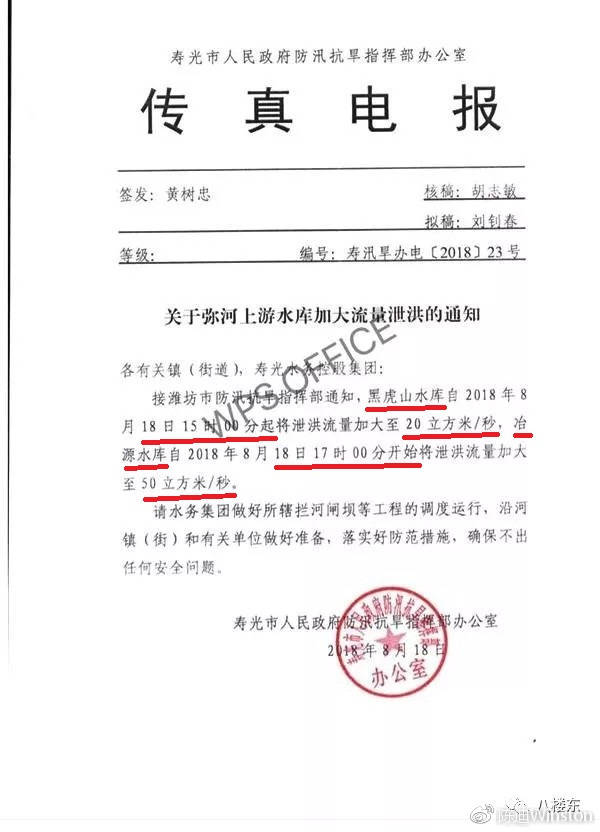 寿光市人民政府防汛抗旱指挥部办公室
传真电报
签发：黄树忠
核稿：胡志敏
拟稿：刘钊春
等级：
编号：寿汛旱办电〔2018〕23号
关于弥河上游水库加大流量泄洪的通知
各有关镇（街道），寿光水务控股集团：
接潍坊市防汛抗旱指挥部通知，黑虎山水库自2018年8
月18日15时00分起将泄洪流量加大至20立方米/秒，冶
源水库自2018年8月18日17时00分开始将泄洪流量加大
至50立方米/秒。
请水务集团做好所辖拦河闸坝等工程的调度运行，沿河
镇（街）和有关单位做好准备，落实好防范措施，确保不出
任何安全问题。
WPS OFFICE
寿光市人民政府防汛抗旱指挥部办公室
2018年8月18日
寿光市人民政府防汛抗旱指挥部
办公室
八楼东
陈迪Winston